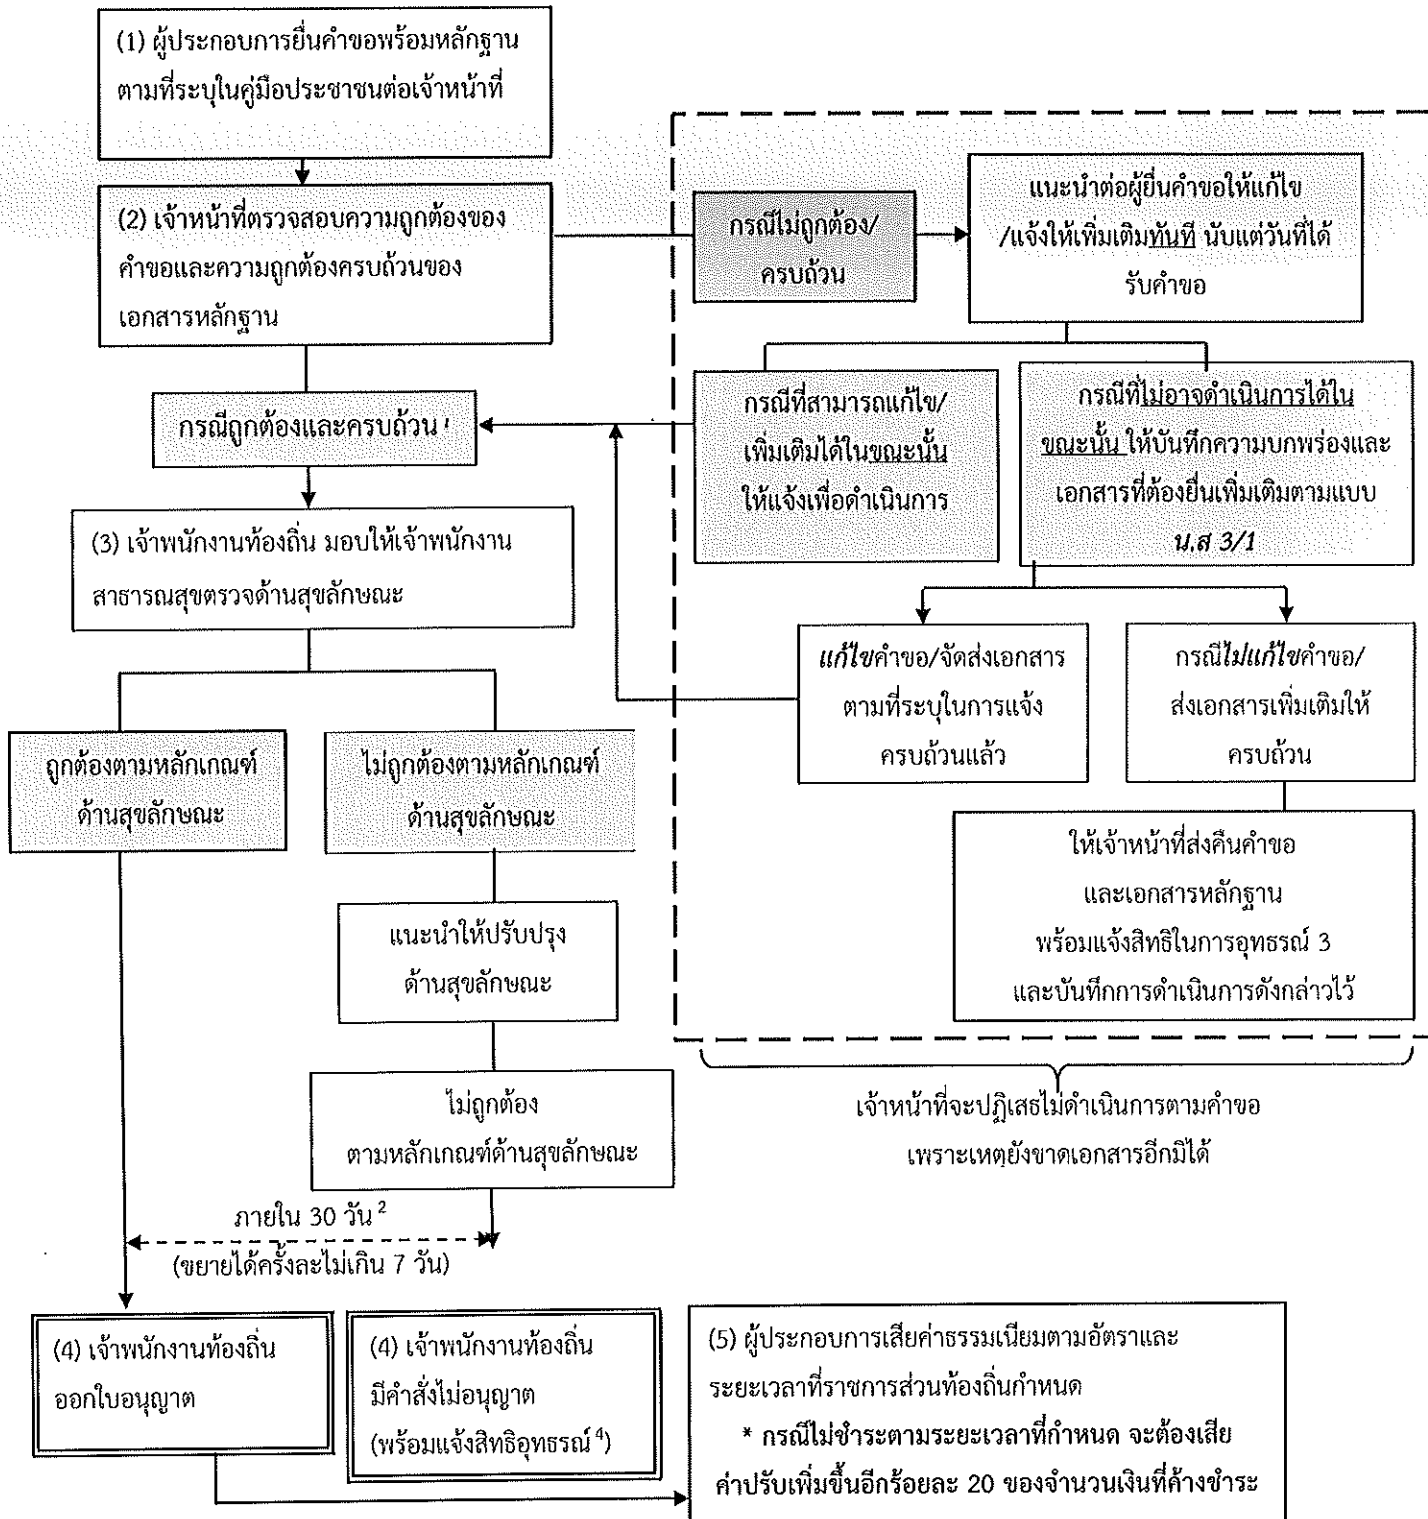 (1) ผู้ประกอบการยื่นคำขอพร้อมหลักฐาน
ตามที่ระบุในคู่มือประชาชนต่อเจ้าหน้าที่
(2) เจ้าหน้าที่ตรวจสอบความถูกต้องของ
คำขอและความถูกต้องครบถ้วนของ
เอกสารหลักฐาน
กรณีไม่ถูกต้อง/
ครบถ้วน
แนะนำต่อผู้ยื่นคำขอให้แก้ไข
/แจ้งให้เพิ่มเติมทันที นับแต่วันที่ได้
รับคำขอ
กรณีถูกต้องและครบถ้วน
กรณีที่สามารถแก้ไข/
เพิ่มเติมได้ในขณะนั้น
ให้แจ้งเพื่อดำเนินการ
กรณีที่ไม่อาจดำเนินการได้ใน
ขณะนั้น ให้บันทึกความบกพร่องและ
เอกสารที่ต้องยื่นเพิ่มเติมตามแบบ
น.ส 3/1
(3) เจ้าพนักงานท้องถิ่น มอบให้เจ้าพนักงาน
สาธารณสุขตรวจด้านสุขลักษณะ
แก้ไขคำขอ/จัดส่งเอกสาร
ตามที่ระบุในการแจ้ง
ครบถ้วนแล้ว
กรณีไม่แก้ไขคำขอ/
ส่งเอกสารเพิ่มเติมให้
ครบถ้วน
ถูกต้องตามหลักเกณฑ์
ด้านสุขลักษณะ
ไม่ถูกต้องตามหลักเกณฑ์
ด้านสุขลักษณะ
ให้เจ้าหน้าที่ส่งคืนคำขอ
และเอกสารหลักฐาน
พร้อมแจ้งสิทธิในการอุทธรณ์ 3
และบันทึกการดำเนินการดังกล่าวไว้
แนะนำให้ปรับปรุง
ด้านสุขลักษณะ
ไม่ถูกต้อง
ตามหลักเกณฑ์ด้านสุขลักษณะ
เจ้าหน้าที่จะปฏิเสธไม่ดำเนินการตามคำขอ
เพราะเหตุยังขาดเอกสารอีกมิได้
ภายใน 30 วัน 2
(ขยายได้ครั้งละไม่เกิน 7 วัน)
(4) เจ้าพนักงานท้องถิ่น
ออกใบอนุญาต
(4) เจ้าพนักงานท้องถิ่น
มีคำสั่งไม่อนุญาต
(พร้อมแจ้งสิทธิอุทธรณ์ 4)
(5) ผู้ประกอบการเสียค่าธรรมเนียมตามอัตราและ
ระยะเวลาที่ราชการส่วนท้องถิ่นกำหนด
* กรณีไม่ชำระตามระยะเวลาที่กำหนด จะต้องเสีย
ค่าปรับเพิ่มขึ้นอีกร้อยละ 20 ของจำนวนเงินที่ค้างชำระ